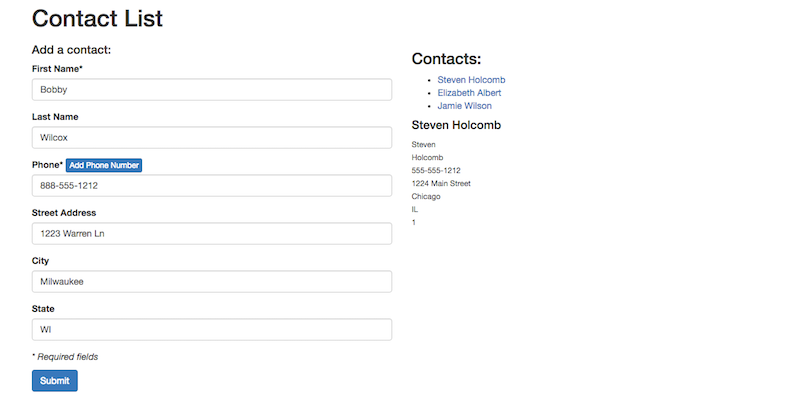 Contact List
Add a contact:
First Name*
Bobby
Last Name
Wilcox
Phone* Add Phone Number
888-555-1212
Street Address
1223 Warren Ln
City
Milwaukee
State
WI
* Required fields
Submit
Contacts:
• Steven Holcomb
• Elizabeth Albert
• Jamie Wilson
Steven Holcomb
Steven
Holcomb
555-555-1212
1224 Main Street
Chicago
IL
1